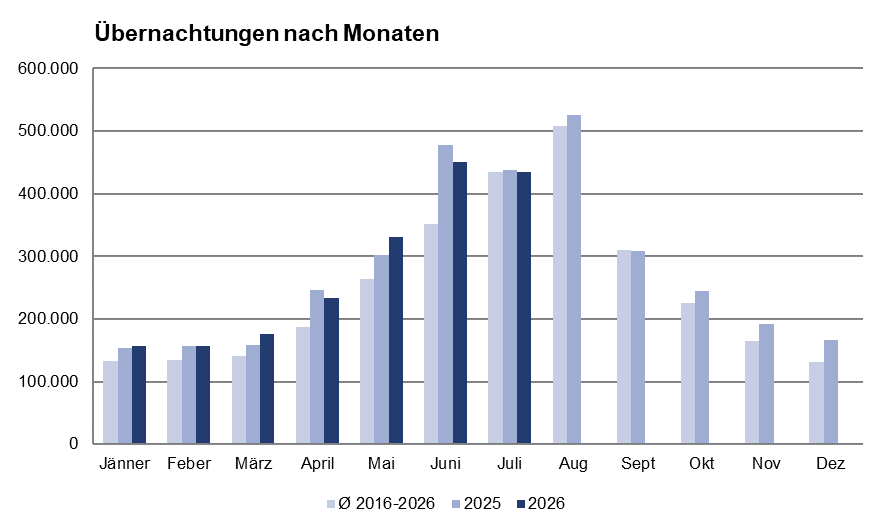 Übernachtungen nach Monaten
600.000
500.000
400.000
300.000
200.000
100.000
0
Jänner Feber März April Mai Juni Juli Aug Sept Okt Nov Dez
Ø 2016-2026 2025 2026